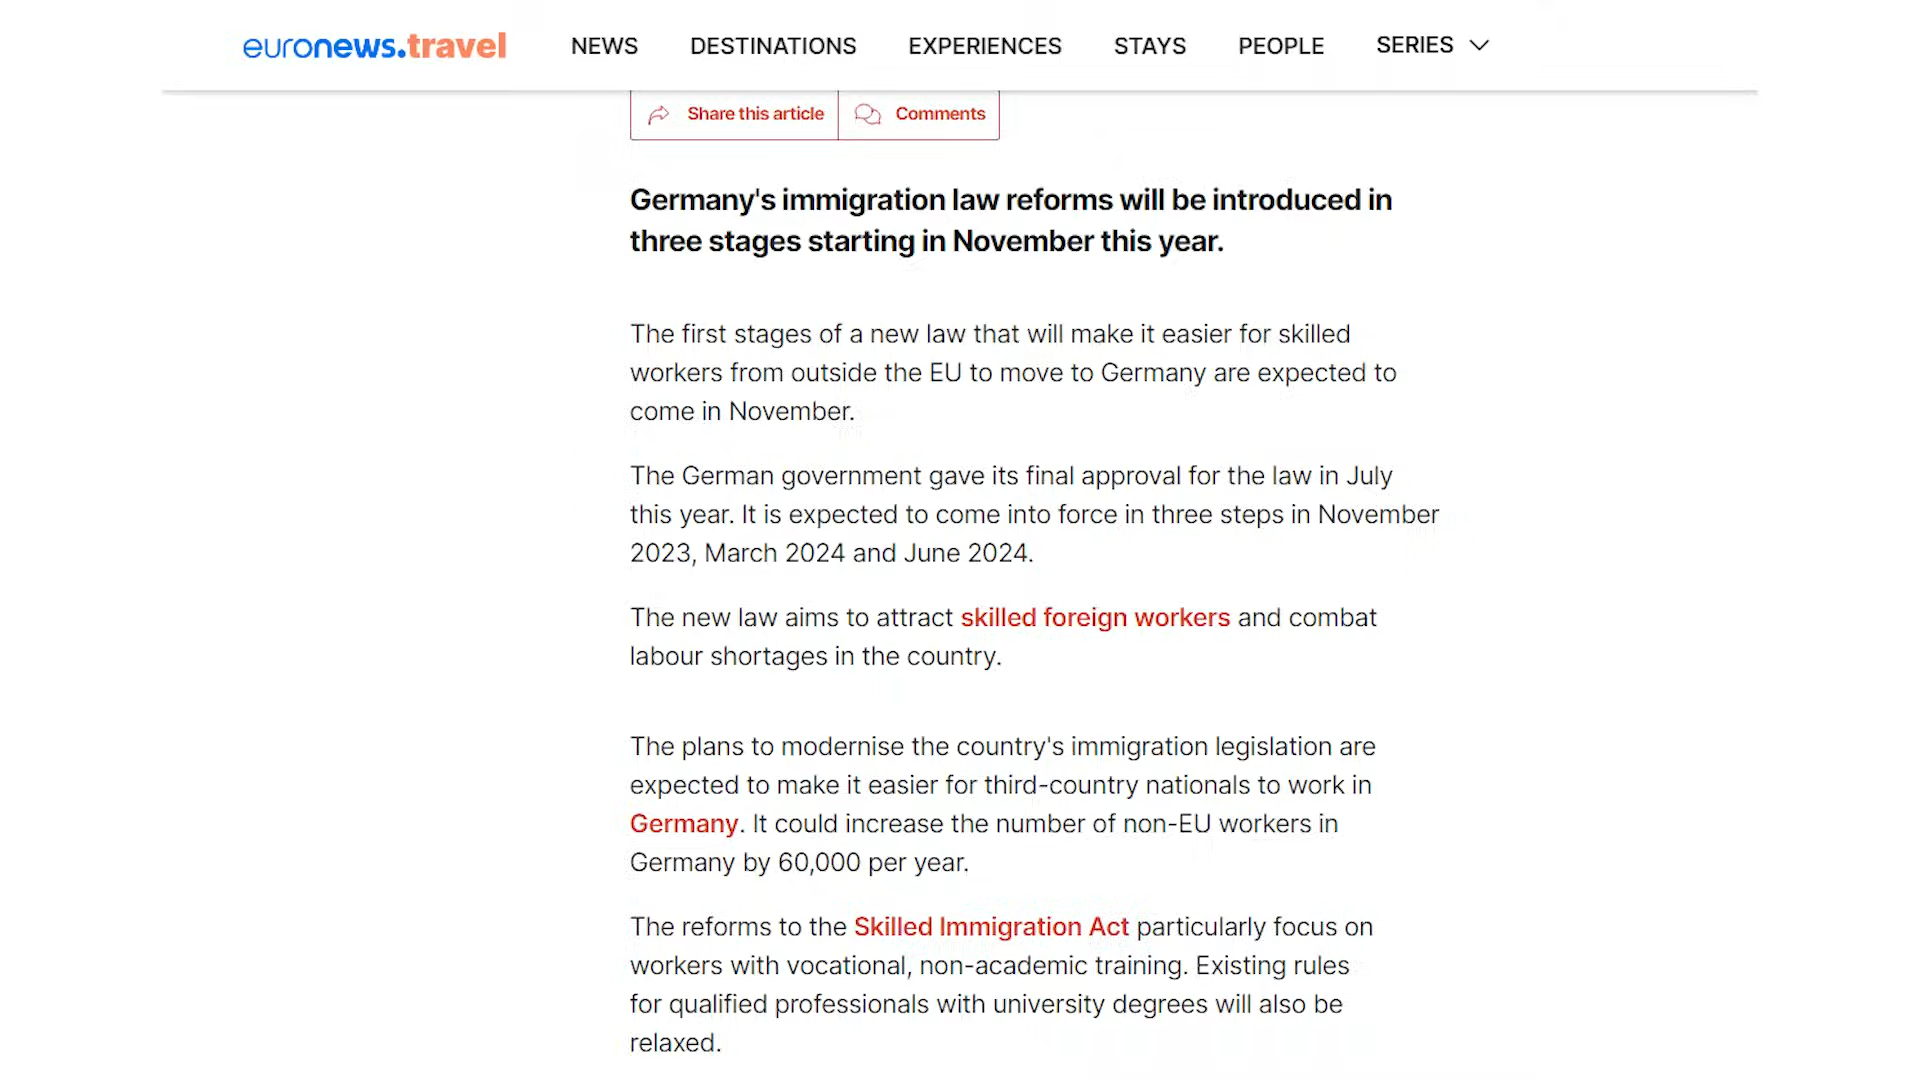 euronews.travel NEWS DESTINATIONS EXPERIENCES STAYS PEOPLE SERIES
Share this article Comments
Germany's immigration law reforms will be introduced in
three stages starting in November this year.
The first stages of a new law that will make it easier for skilled
workers from outside the EU to move to Germany are expected to
come in November.
The German government gave its final approval for the law in July
this year. It is expected to come into force in three steps in November
2023, March 2024 and June 2024.
The new law aims to attract skilled foreign workers and combat
labour shortages in the country.
The plans to modernise the country's immigration legislation are
expected to make it easier for third-country nationals to work in
Germany. It could increase the number of non-EU workers in
Germany by 60,000 per year.
The reforms to the Skilled Immigration Act particularly focus on
workers with vocational, non-academic training. Existing rules
for qualified professionals with university degrees will also be
relaxed.